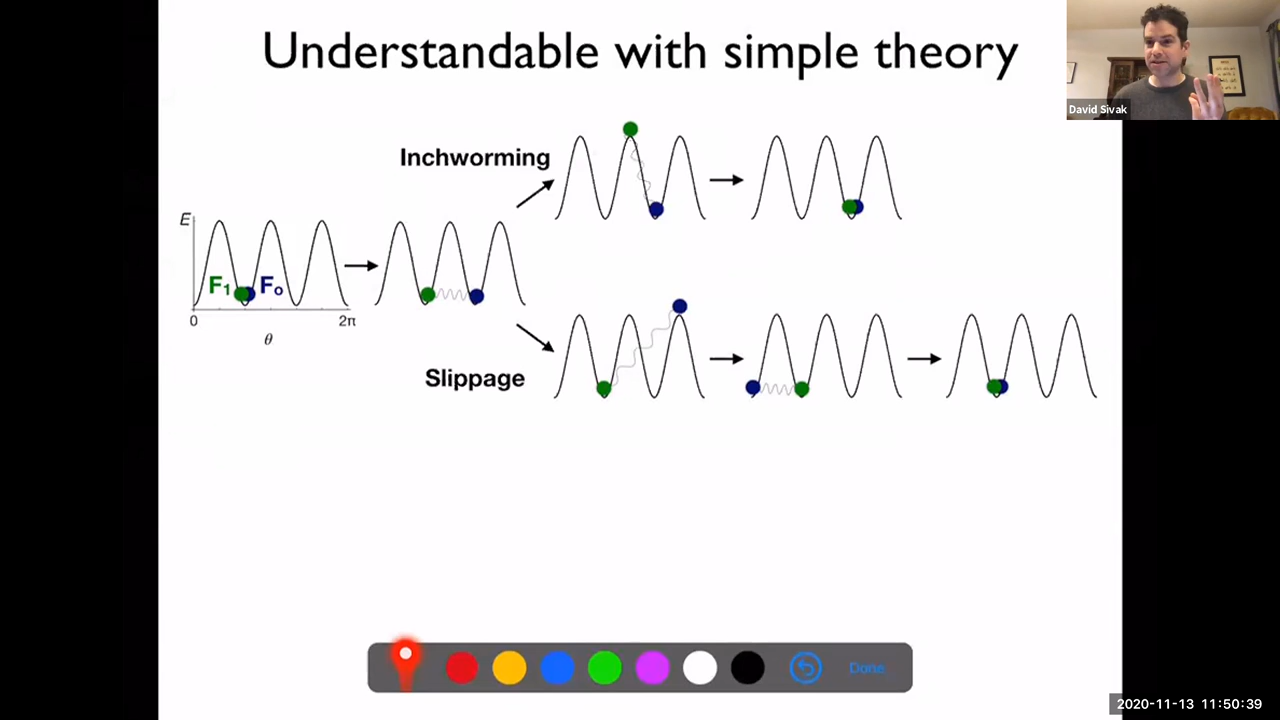 Understandable with simple theory
David Sivak
Inchworming
E
F₁ Fₒ
0 2π
θ
Slippage
Done
2020-11-13 11:50:39